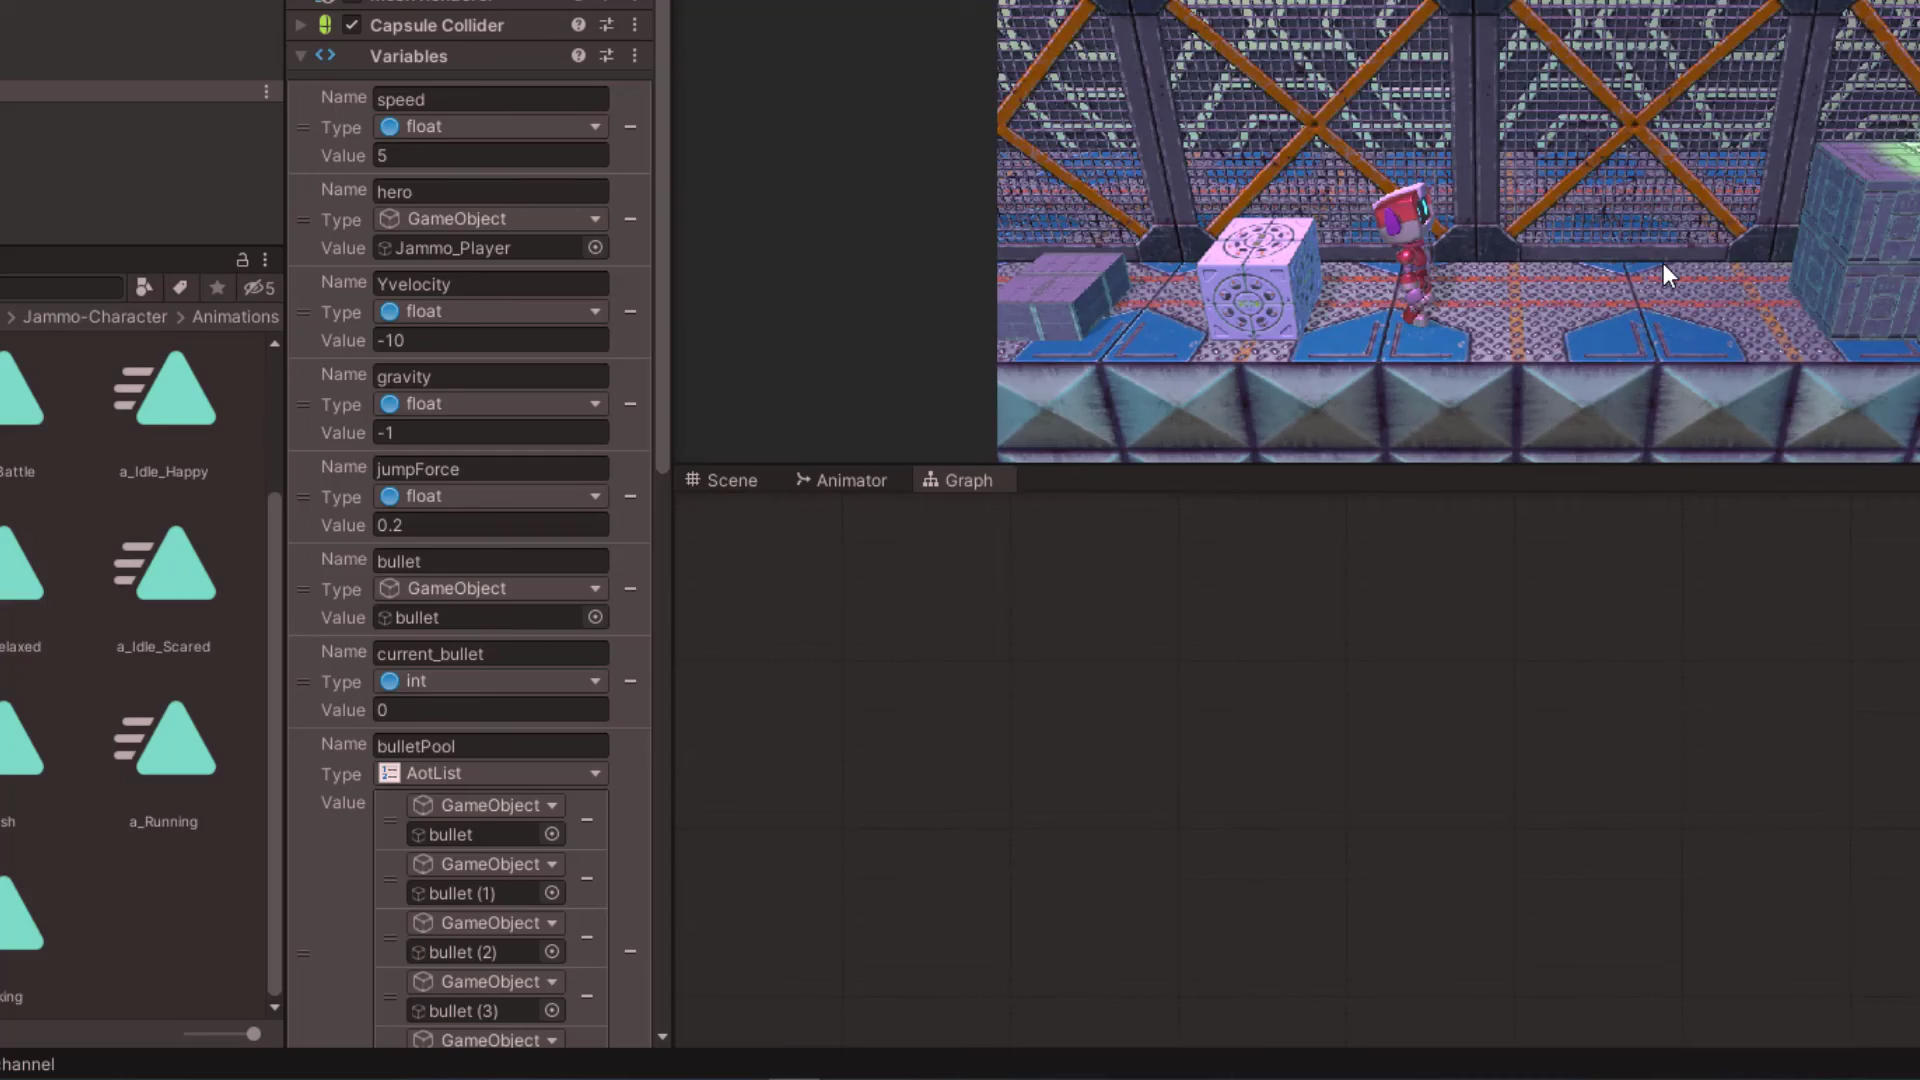 Capsule Collider
Variables
Name speed
Type float
Value 5
Name hero
Type GameObject
Value Jammo_Player
Name Yvelocity
Type float
Value -10
Name gravity
Type float
Value -1
Name jumpForce
Type float
Value 0.2
Name bullet
Type GameObject
Value bullet
Name current_bullet
Type int
Value 0
Name bulletPool
Type AotList
Value
GameObject
bullet
GameObject
bullet (1)
GameObject
bullet (2)
GameObject
bullet (3)
GameObject
5
> Jammo-Character > Animations
Battle
a_Idle_Happy
elaxed
a_Idle_Scared
sh
a_Running
king
Scene
Animator
Graph
channel